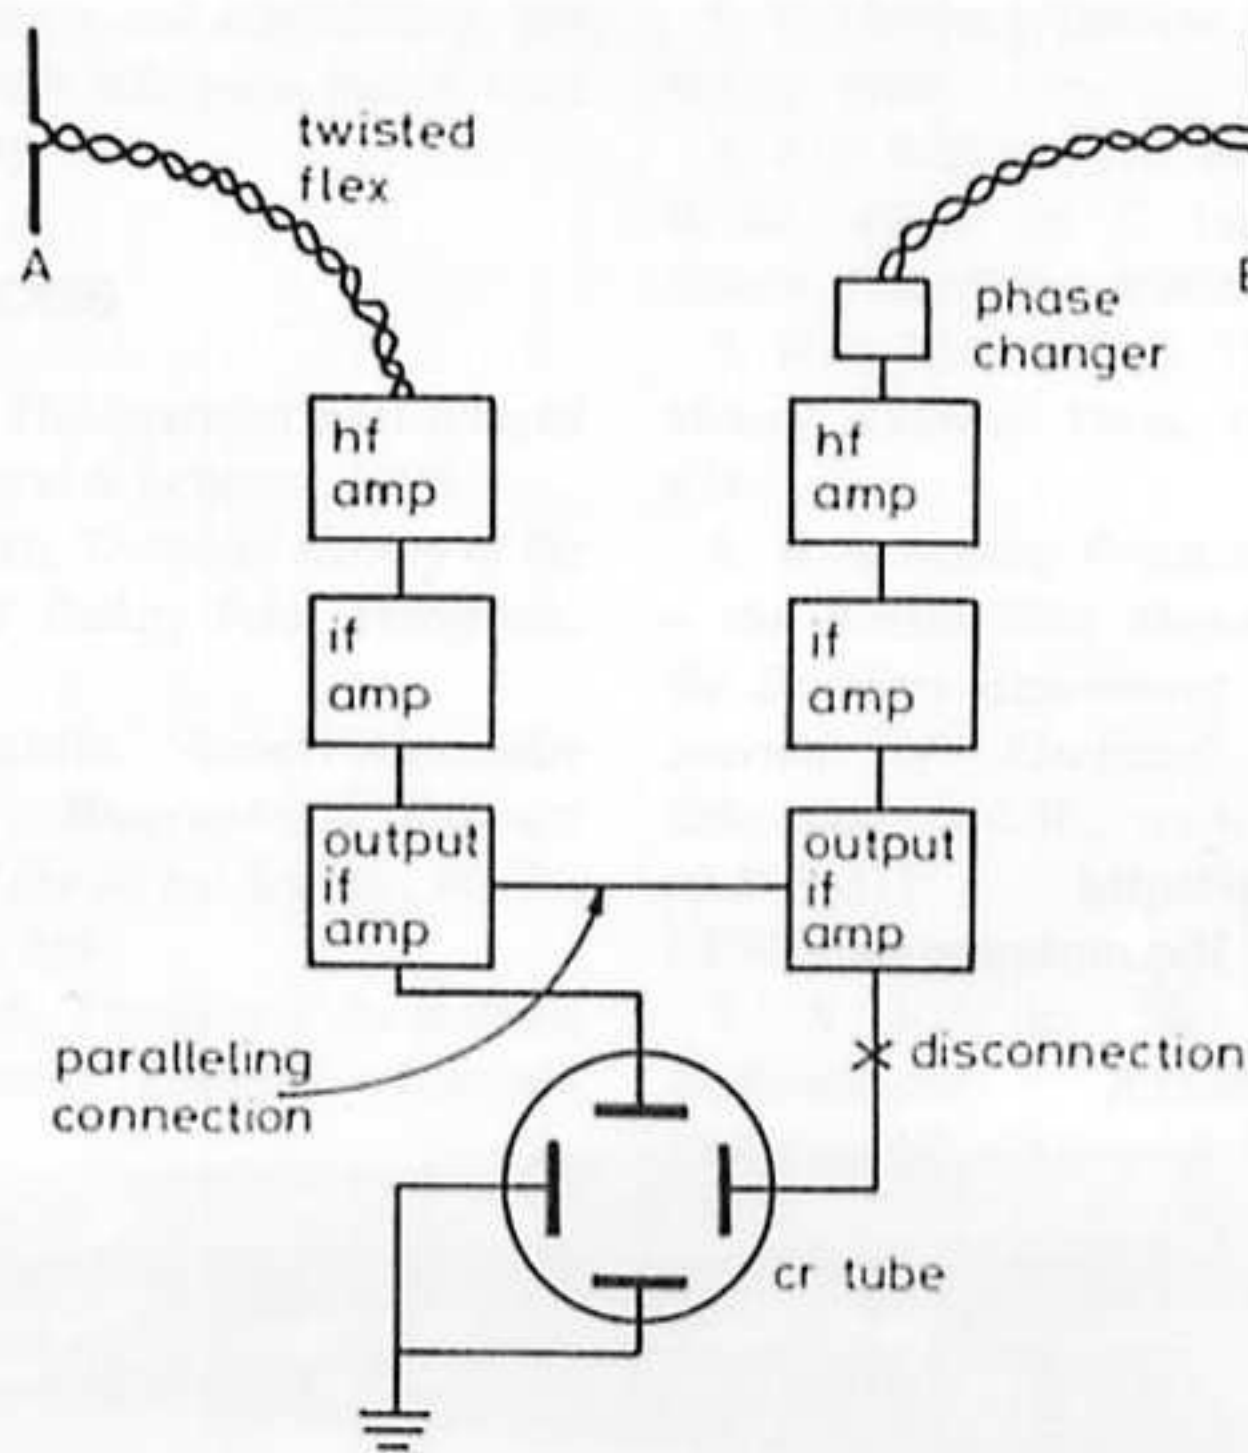 twisted
flex
A
phase
changer
hf
amp
hf
amp
if
amp
if
amp
output
if
amp
output
if
amp
paralleling
connection
disconnection
cr tube